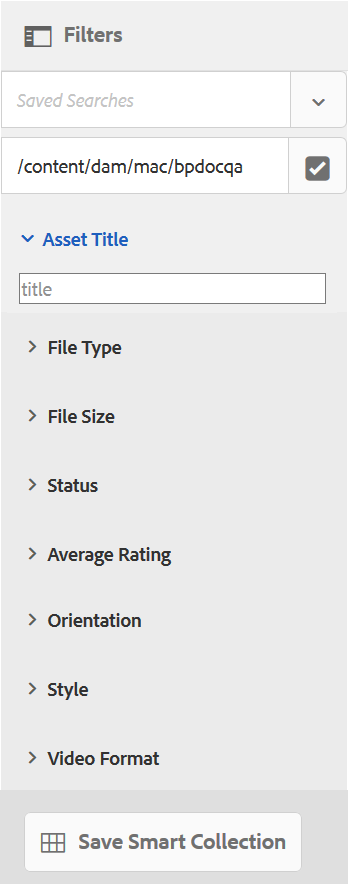 Filters
Saved Searches
/content/dam/mac/bpdocqa
Asset Title
title
File Type
File Size
Status
Average Rating
Orientation
Style
Video Format
Save Smart Collection